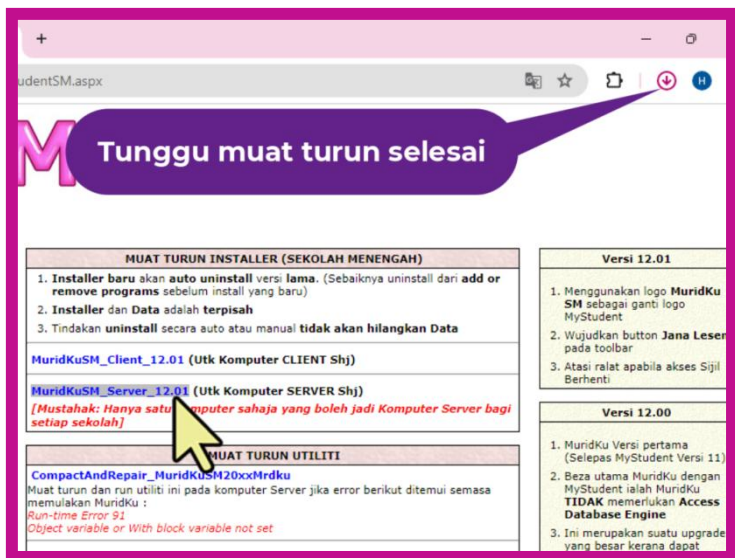 +
udentSM.aspx
H
M
Tunggu muat turun selesai
MUAT TURUN INSTALLER (SEKOLAH MENENGAH)
1. Installer baru akan auto uninstall versi lama. (Sebaiknya uninstall dari add or
remove programs sebelum install yang baru)
2. Installer dan Data adalah terpisah
3. Tindakan uninstall secara auto atau manual tidak akan hilangkan Data
MuridKuSM_Client_12.01 (Utk Komputer CLIENT Shj)
MuridKuSM_Server_12.01 (Utk Komputer SERVER Shj)
[Mustahak: Hanya satu komputer sahaja yang boleh jadi Komputer Server bagi
setiap sekolah]
MUAT TURUN UTILITI
CompactAndRepair_MuridKuSM20xxMrdku
Muat turun dan run utiliti ini pada komputer Server jika error berikut ditemui semasa
memulakan MuridKu :
Run-time Error 91
Object variable or With block variable not set
Versi 12.01
1. Menggunakan logo MuridKu
SM sebagai ganti logo
MyStudent
2. Wujudkan button Jana Leser
pada toolbar
3. Atasi ralat apabila akses Sijil
Berhenti
Versi 12.00
1. MuridKu Versi pertama
(Selepas MyStudent Versi 11)
2. Beza utama MuridKu dengan
MyStudent ialah MuridKu
TIDAK memerlukan Access
Database Engine
3. Ini merupakan suatu upgrade
yang besar kerana dapat